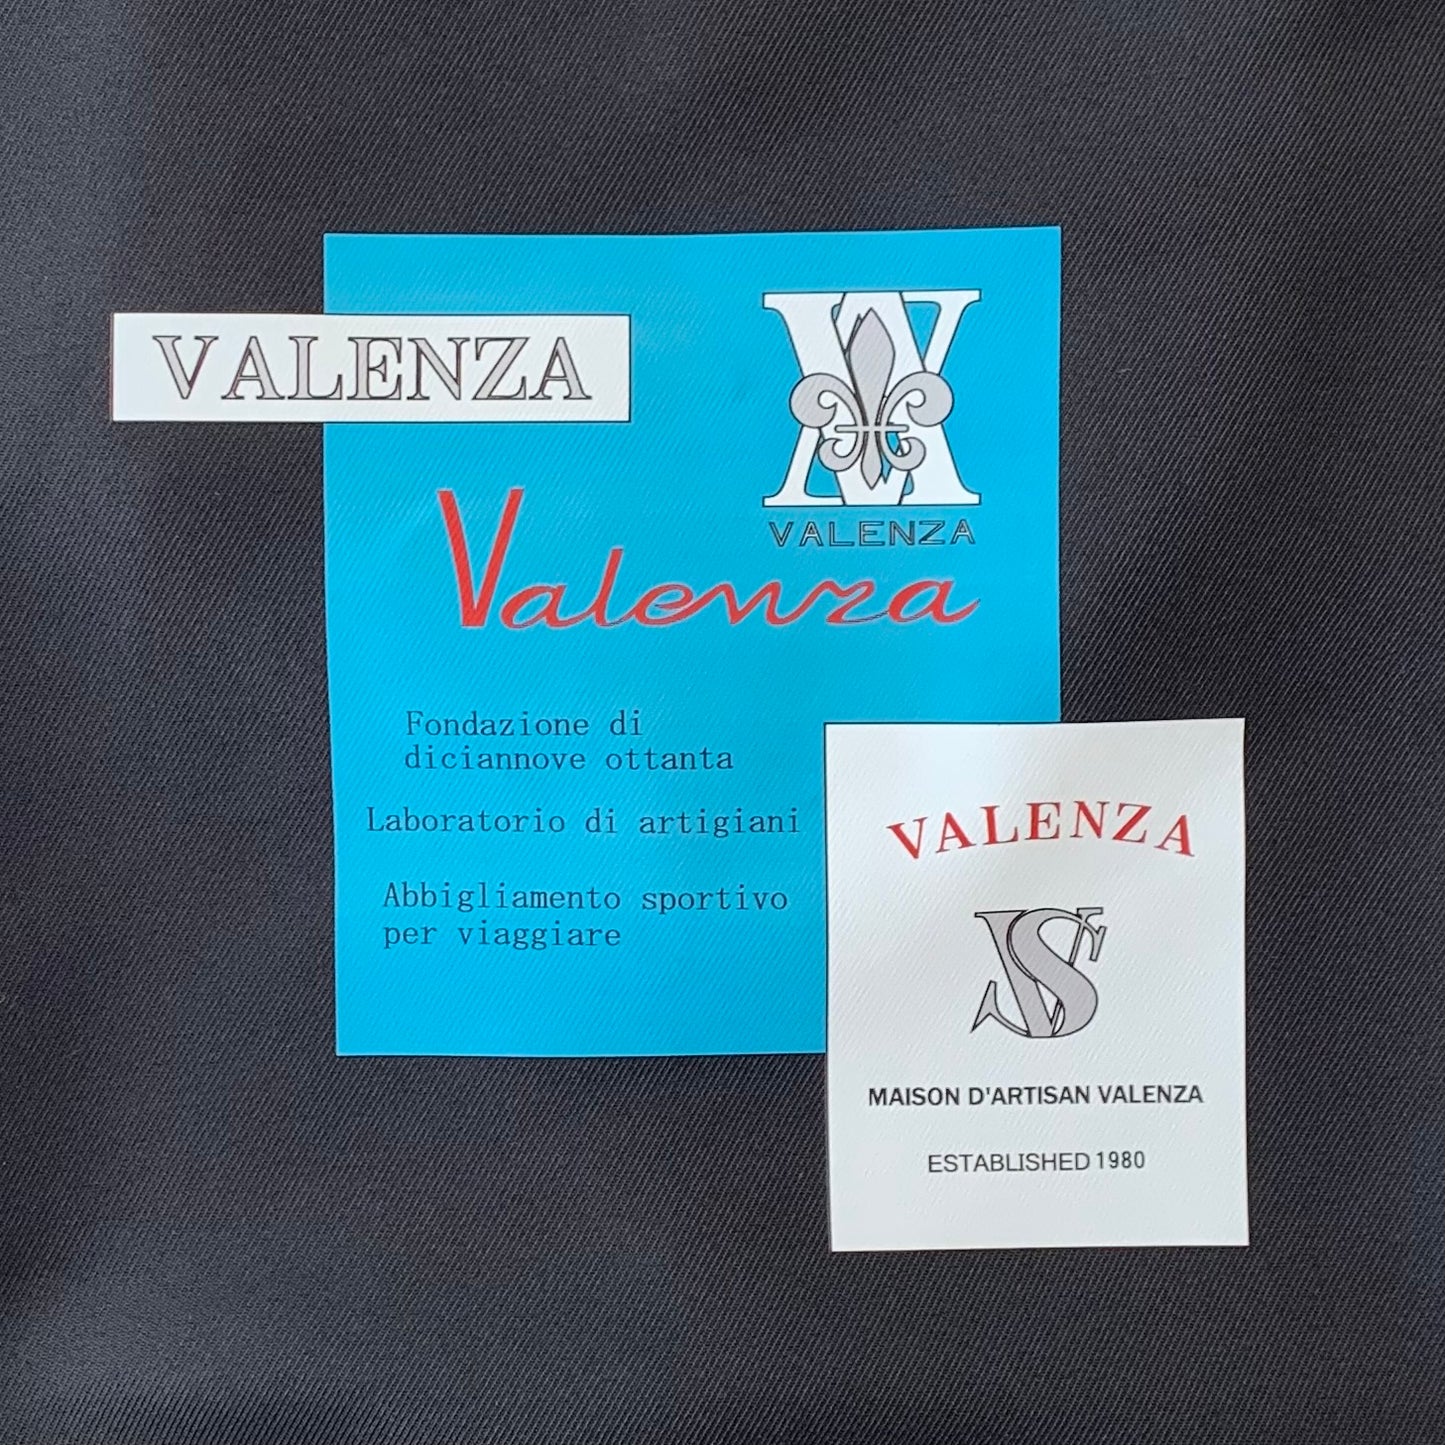 VALENZA
VALENZA
Valenza
Fondazione di
diciannove ottanta
Laboratorio di artigiani
Abbigliamento sportivo
per viaggiare
VALENZA
VS
MAISON D'ARTISAN VALENZA
ESTABLISHED 1980